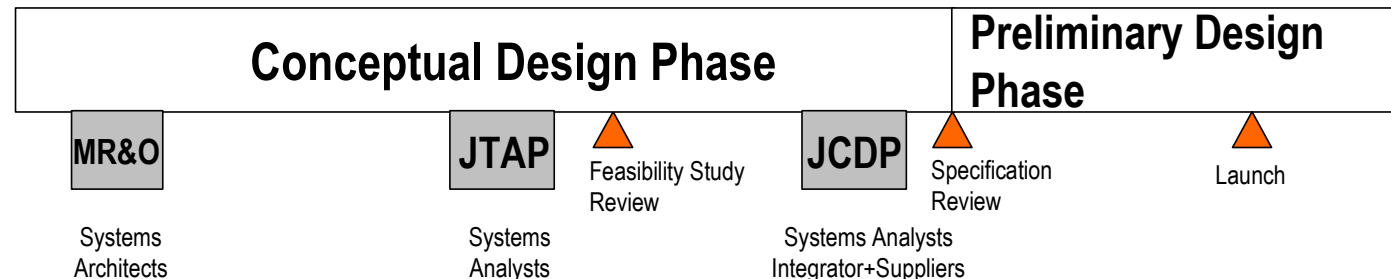 Conceptual Design Phase
Preliminary Design
Phase
MR&O
JTAP
Feasibility Study
Review
JCDP
Specification
Review
Launch
Systems
Architects
Systems
Analysts
Systems Analysts
Integrator+Suppliers